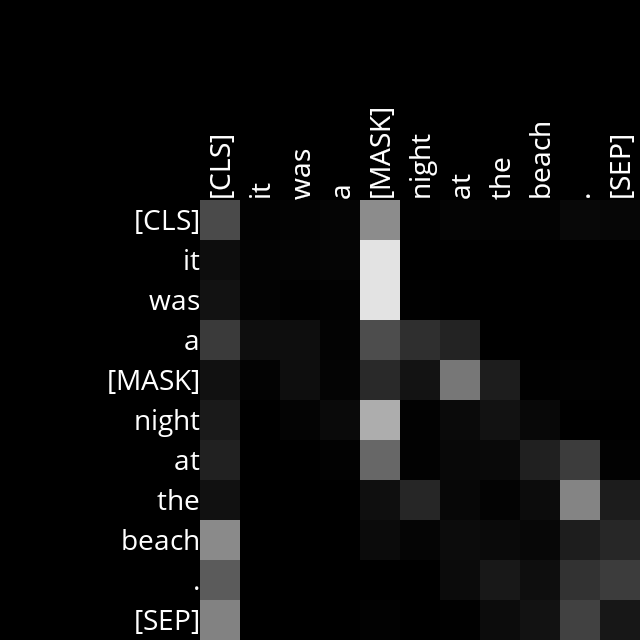 [CLS] it was a [MASK] night at the beach . [SEP]
[CLS]
it
was
a
[MASK]
night
at
the
beach
.
[SEP]